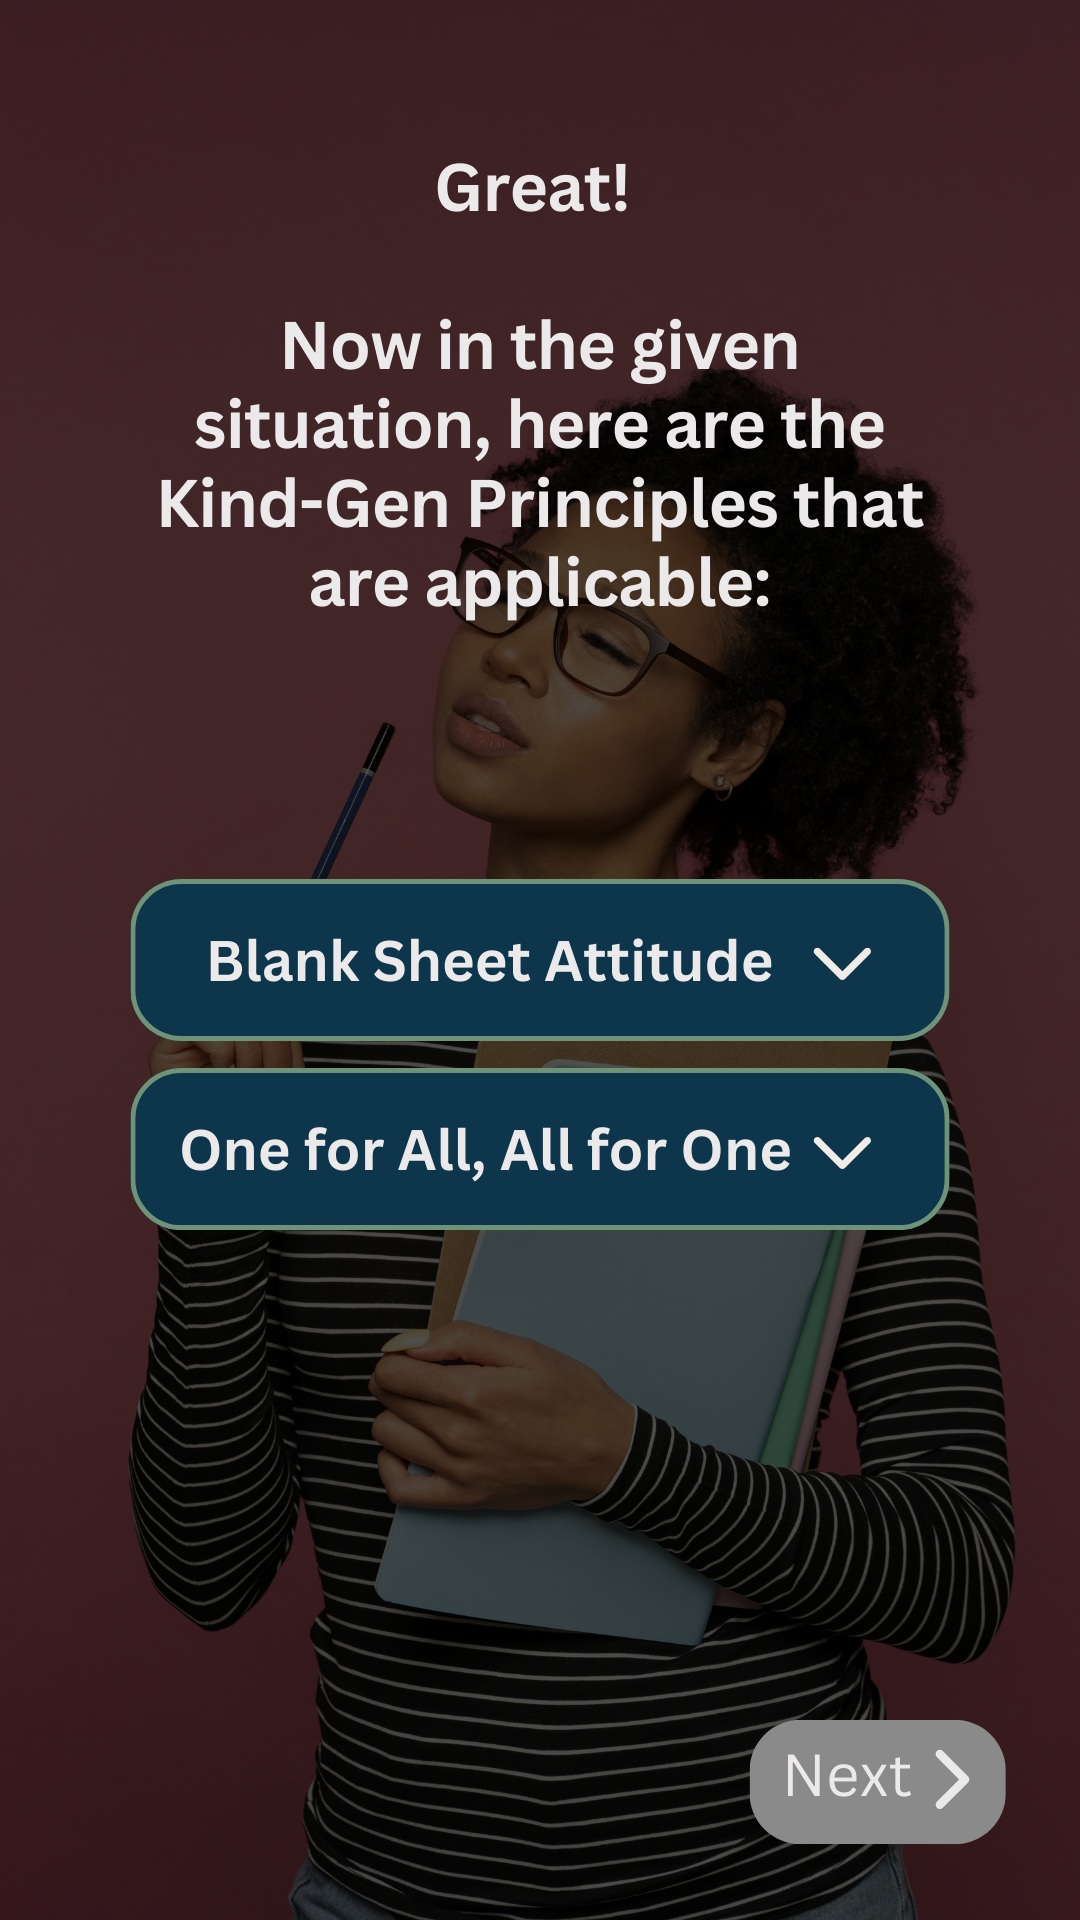 Great!
Now in the given
situation, here are the
Kind-Gen Principles that
are applicable:
Blank Sheet Attitude
One for All, All for One
Next